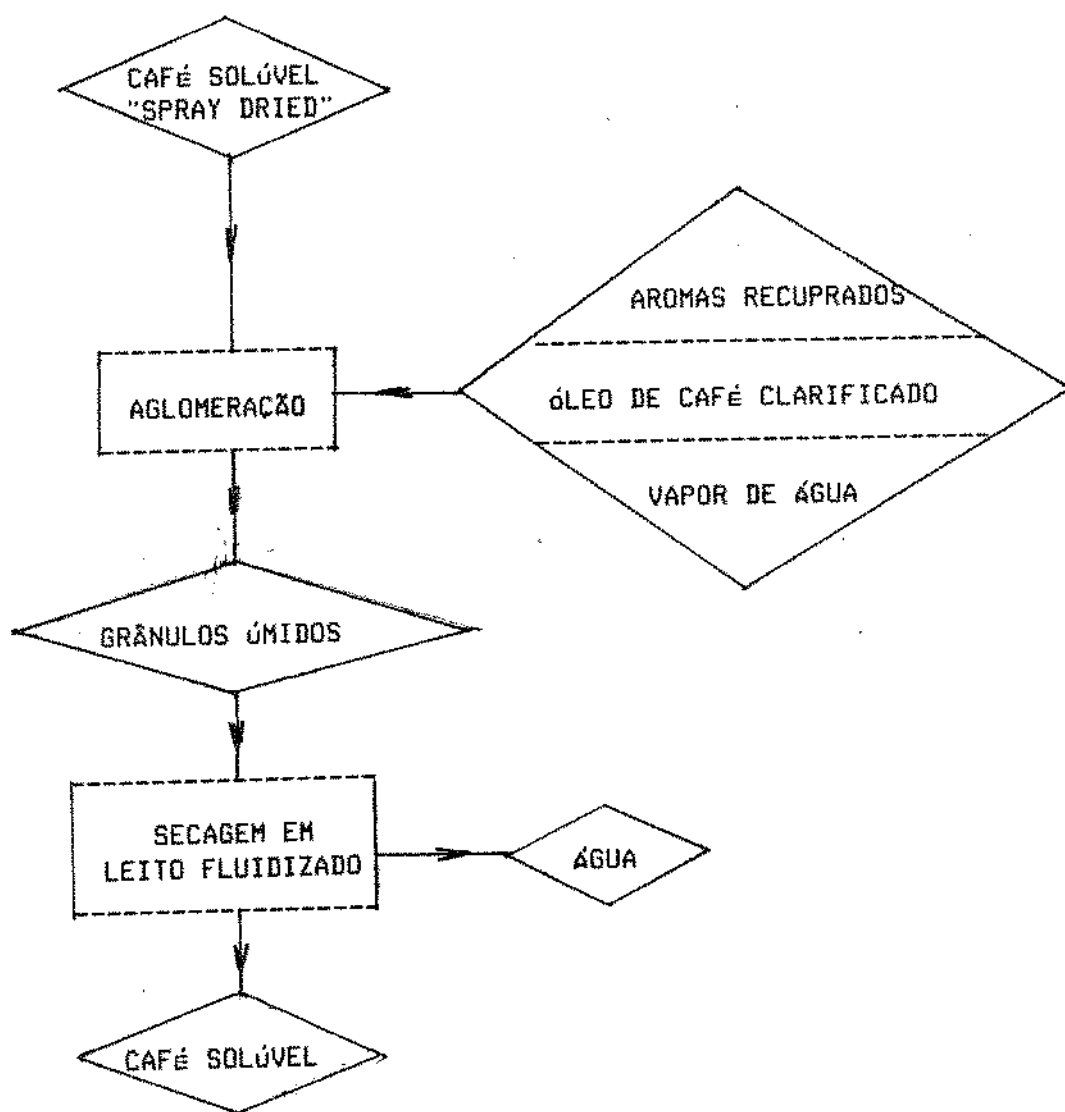 CAFÉ SOLÚVEL
"SPRAY DRIED"
AROMAS RECUPRADOS
AGLOMERAÇÃO
ÓLEO DE CAFÉ CLARIFICADO
VAPOR DE ÁGUA
GRÂNULOS ÚMIDOS
SECAGEM EM
LEITO FLUIDIZADO
ÁGUA
CAFÉ SOLÚVEL